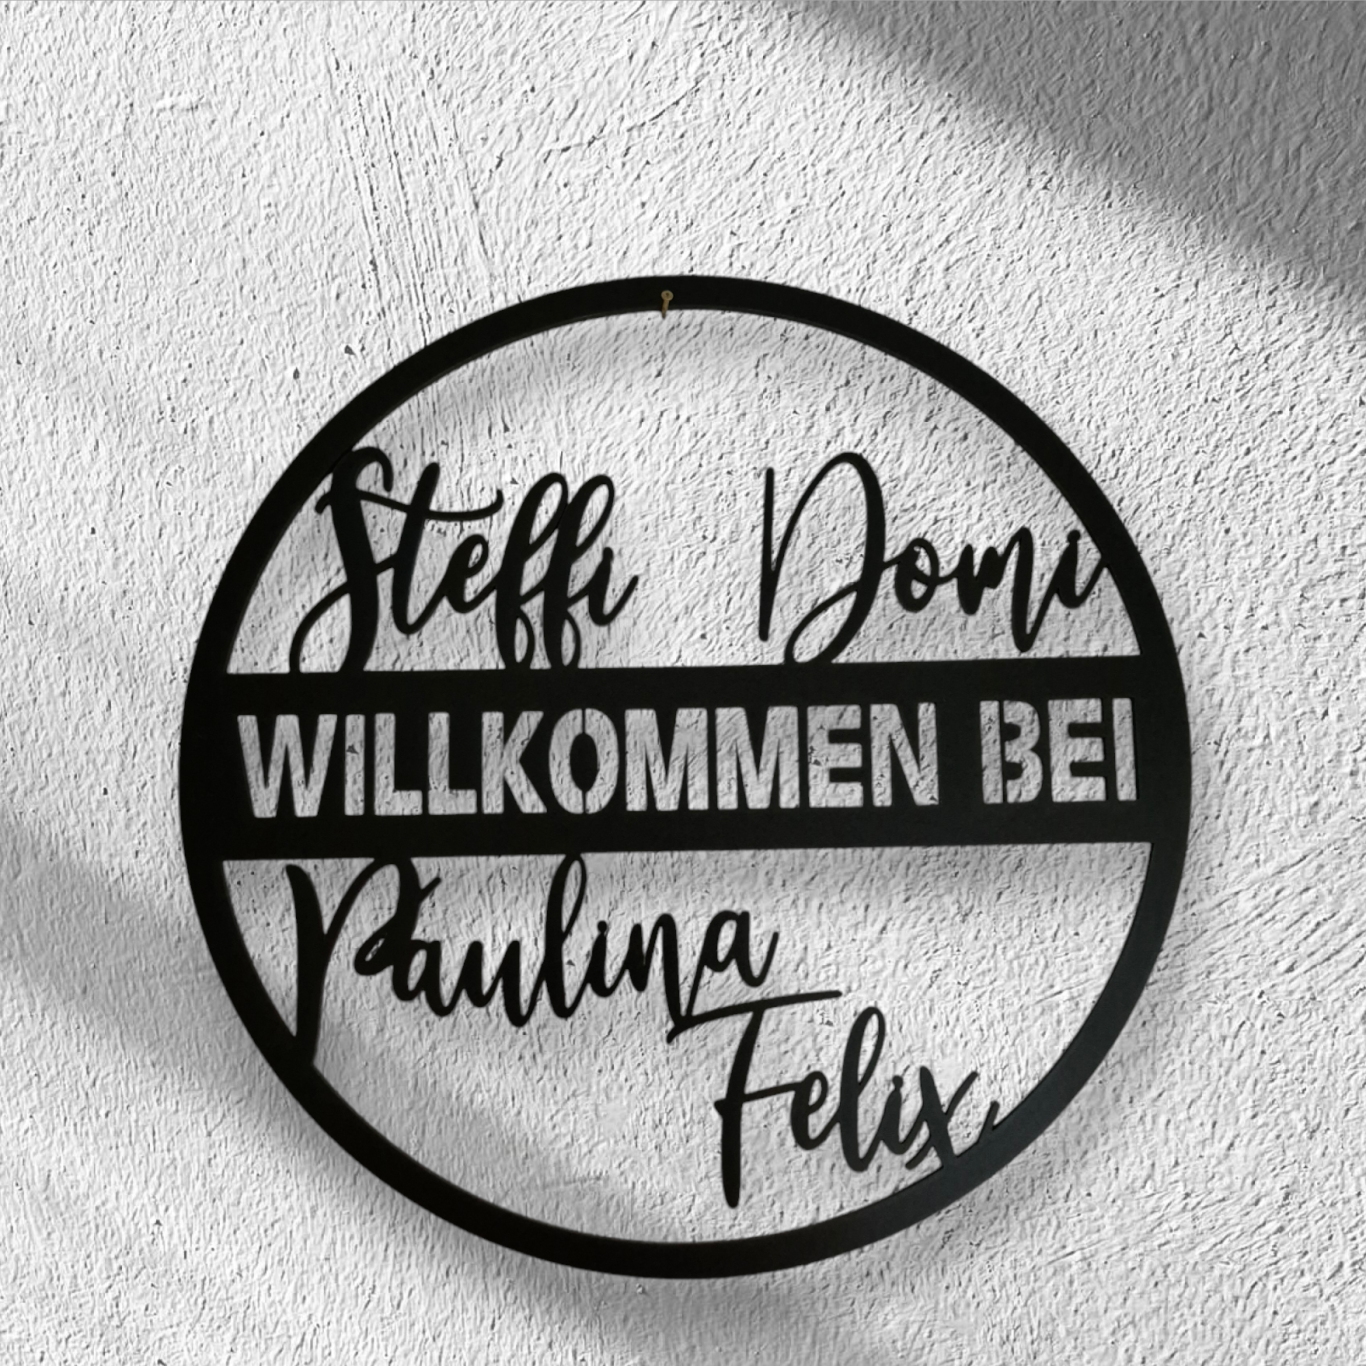 Steffi Domi
WILLKOMMEN BEI
Paulina
Felix